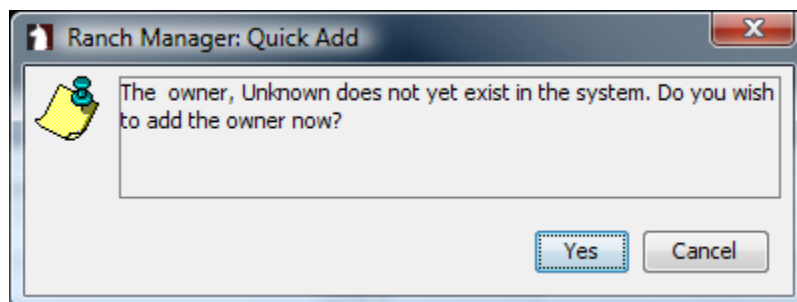 Ranch Manager: Quick Add
The  owner, Unknown does not yet exist in the system. Do you wish
to add the owner now?
Yes
Cancel